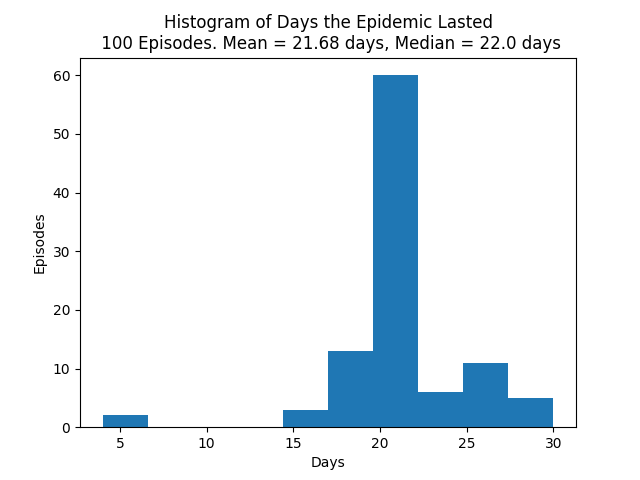 Histogram of Days the Epidemic Lasted
100 Episodes. Mean = 21.68 days, Median = 22.0 days
60
50
40
30
20
10
0
Episodes
5 10 15 20 25 30
Days